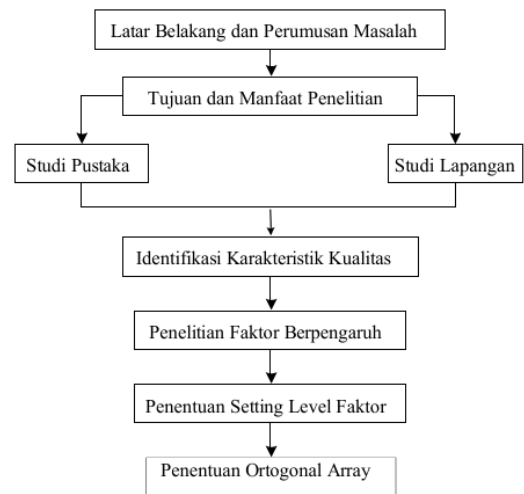 Latar Belakang dan Perumusan Masalah
Tujuan dan Manfaat Penelitian
Studi Pustaka
Studi Lapangan
Identifikasi Karakteristik Kualitas
Penelitian Faktor Berpengaruh
Penentuan Setting Level Faktor
Penentuan Ortogonal Array